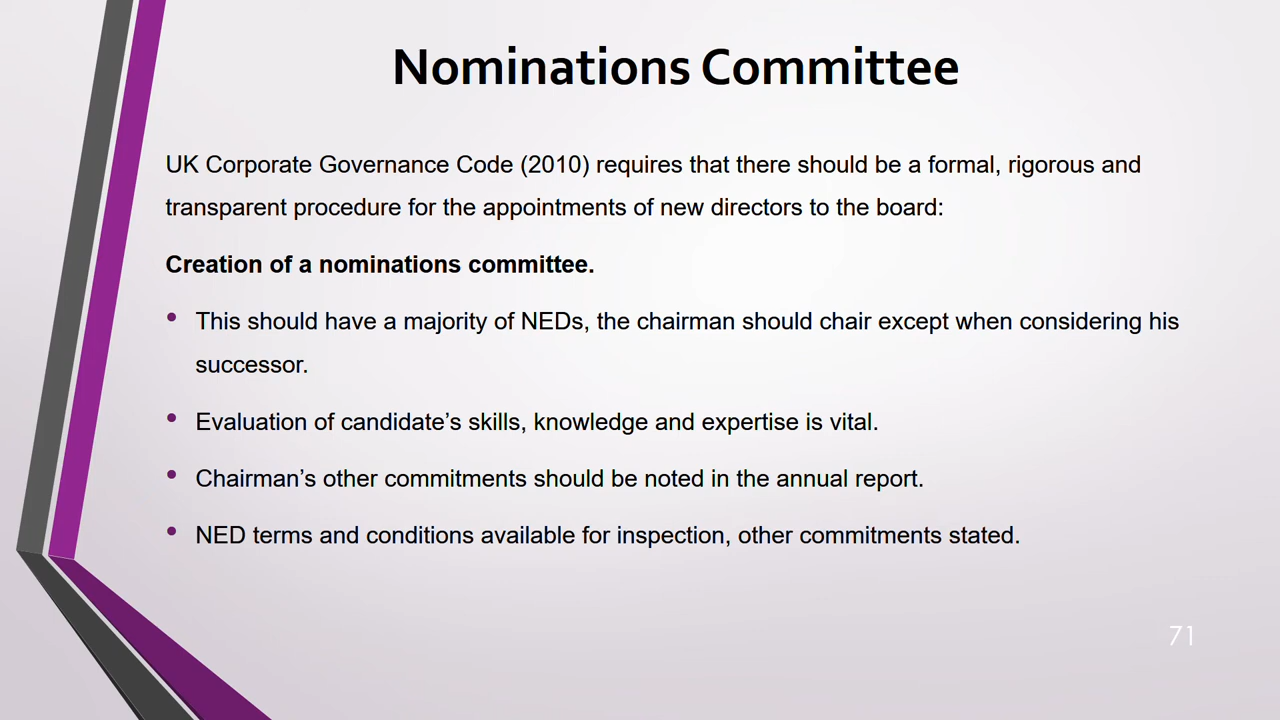 Nominations Committee
UK Corporate Governance Code (2010) requires that there should be a formal, rigorous and
transparent procedure for the appointments of new directors to the board:
Creation of a nominations committee.
• This should have a majority of NEDs, the chairman should chair except when considering his
successor.
• Evaluation of candidate’s skills, knowledge and expertise is vital.
• Chairman’s other commitments should be noted in the annual report.
• NED terms and conditions available for inspection, other commitments stated.
71